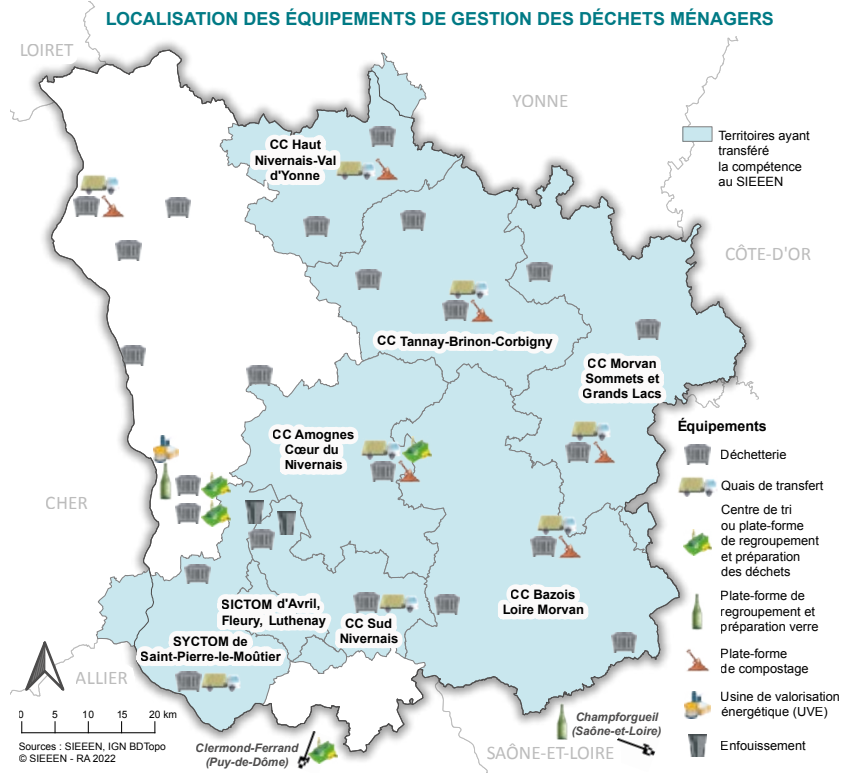 LOCALISATION DES ÉQUIPEMENTS DE GESTION DES DÉCHETS MÉNAGERS
LOIRET
YONNE
CC Haut
Nivernais-Val
d'Yonne
Territoires ayant
transféré
la compétence
au SIEEEN
CÔTE-D'OR
CC Tannay-Brinon-Corbigny
CC Morvan
Sommets et
Grands Lacs
CC Amognes
Cœur du
Nivernais
CHER
Équipements
Déchetterie
Quais de transfert
Centre de tri
ou plate-forme
de regroupement
et préparation
des déchets
Plate-forme de
regroupement et
préparation verre
Plate-forme
de compostage
Usine de valorisation
énergétique (UVE)
Enfouissement
CC Bazois
Loire Morvan
SICTOM d'Avril,
Fleury, Luthenay
CC Sud
Nivernais
SYCTOM de
Saint-Pierre-le-Moûtier
ALLIER
0 5 10 15 20 km
Sources : SIEEEN, IGN BDTopo
© SIEEEN - RA 2022
Clermond-Ferrand
(Puy-de-Dôme)
Champforgueil
(Saône-et-Loire)
SAÔNE-ET-LOIRE